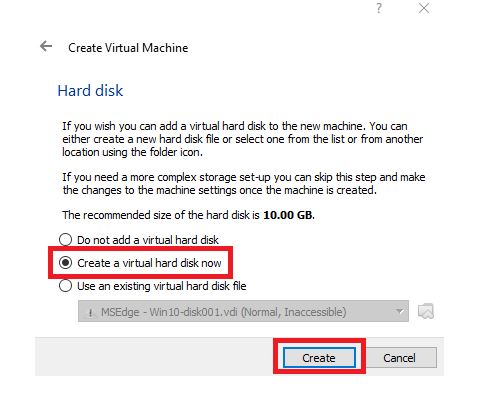 ?
Create Virtual Machine
Hard disk
If you wish you can add a virtual hard disk to the new machine. You can
either create a new hard disk file or select one from the list or from another
location using the folder icon.
If you need a more complex storage set-up you can skip this step and make
the changes to the machine settings once the machine is created.
The recommended size of the hard disk is 10.00 GB.
Do not add a virtual hard disk
Create a virtual hard disk now
Use an existing virtual hard disk file
MSEdge - Win10-disk001.vdi (Normal, Inaccessible)
Create Cancel